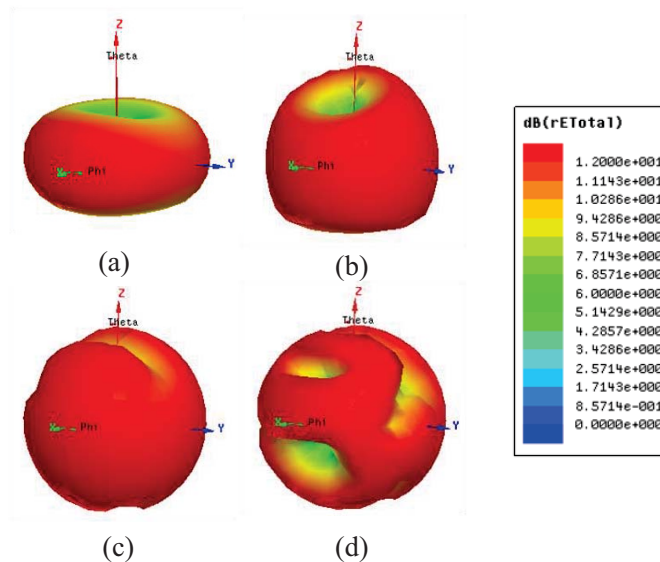 Z
Theta
X
Phi
Y
(a)
Z
Theta
X
Phi
Y
(b)
Z
Theta
X
Phi
Y
(c)
Z
Theta
X
Phi
Y
(d)
dB(rETotal)
1.2000e+001
1.1143e+001
1.0286e+001
9.4286e+000
8.5714e+000
7.7143e+000
6.8571e+000
6.0000e+000
5.1429e+000
4.2857e+000
3.4286e+000
2.5714e+000
1.7143e+000
8.5714e-001
0.0000e+000